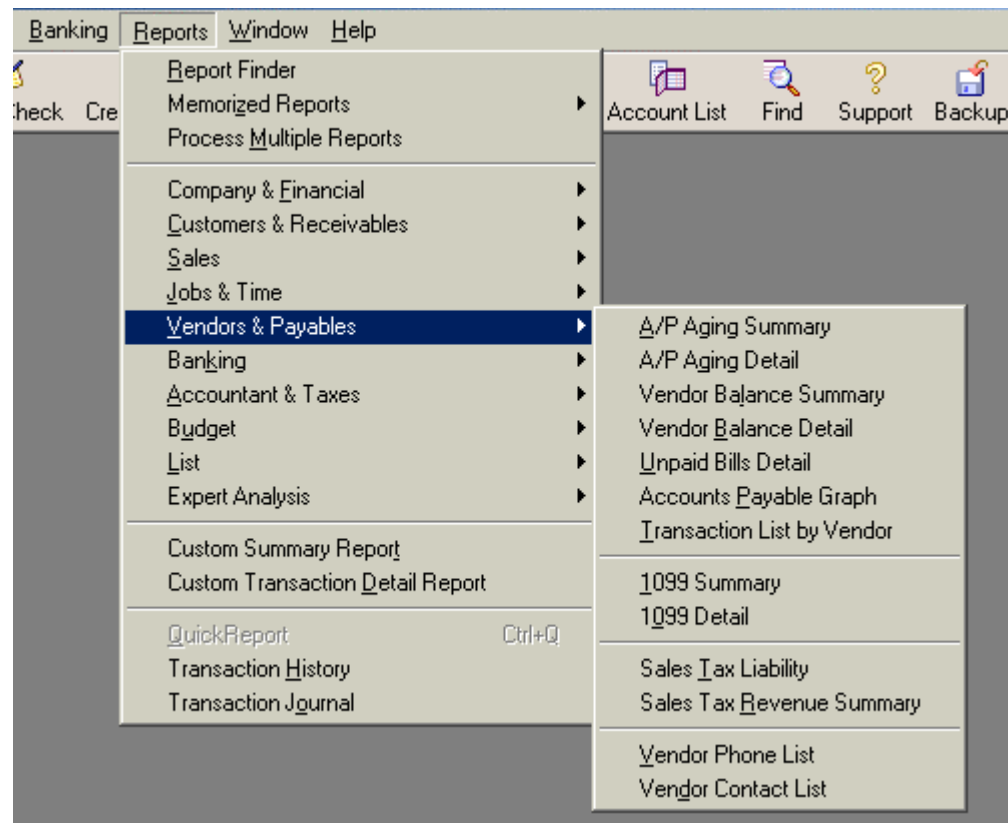 Banking Reports Window Help
heck Cre Account List Find Support Backup
Report Finder
Memorized Reports
Process Multiple Reports
Company & Financial
Customers & Receivables
Sales
Jobs & Time
Vendors & Payables
Banking
Accountant & Taxes
Budget
List
Expert Analysis
Custom Summary Report
Custom Transaction Detail Report
QuickReport Ctrl+Q
Transaction History
Transaction Journal
A/P Aging Summary
A/P Aging Detail
Vendor Balance Summary
Vendor Balance Detail
Unpaid Bills Detail
Accounts Payable Graph
Transaction List by Vendor
1099 Summary
1099 Detail
Sales Tax Liability
Sales Tax Revenue Summary
Vendor Phone List
Vendor Contact List